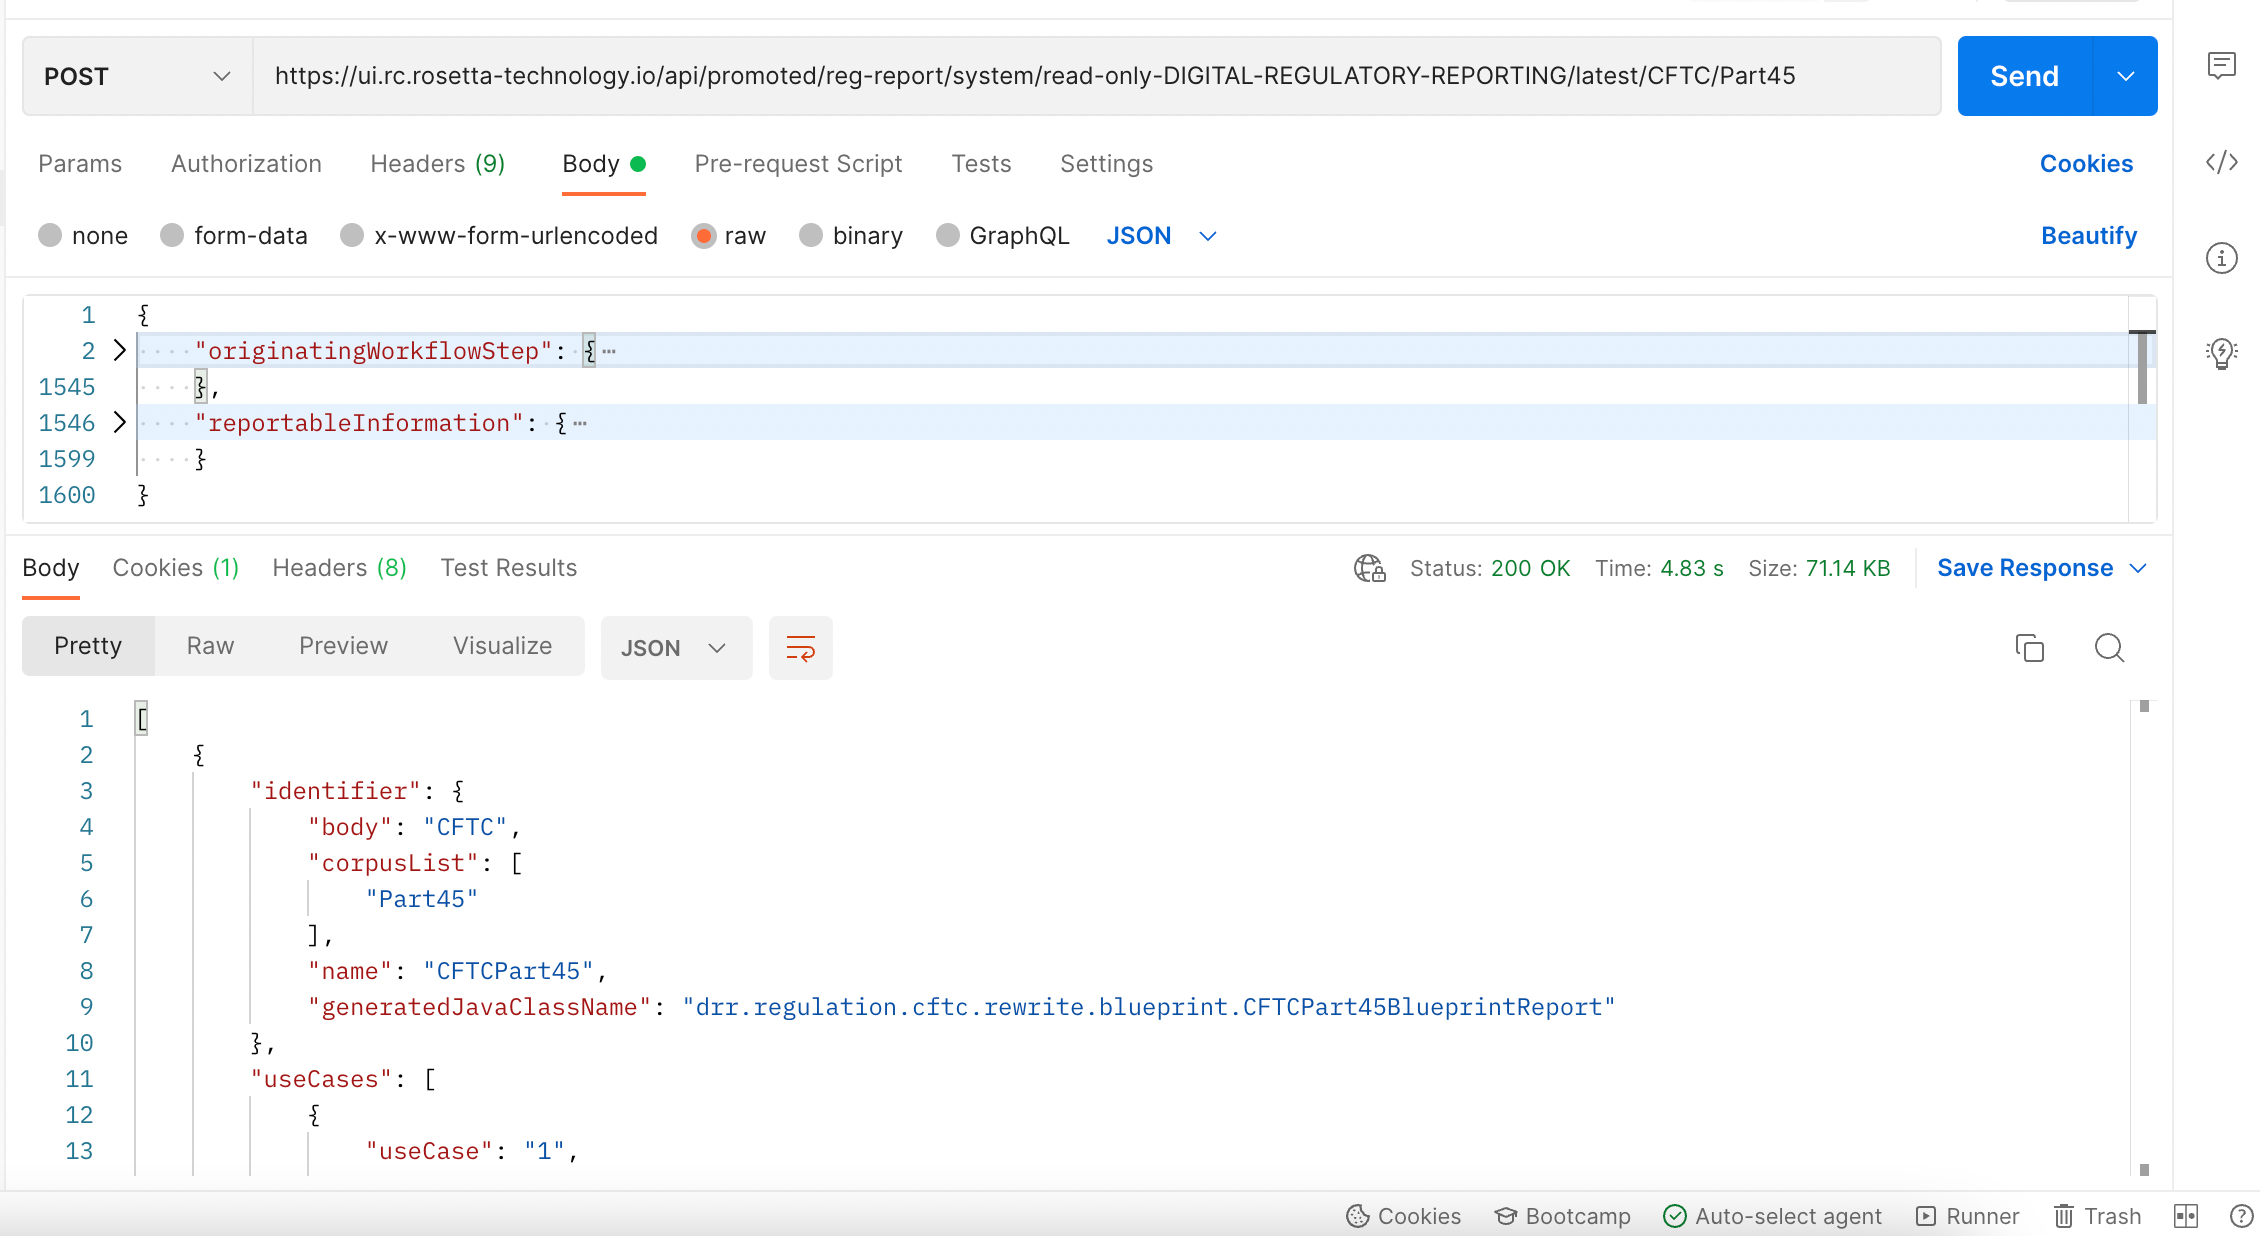 POST https://ui.rc.rosetta-technology.io/api/promoted/reg-report/system/read-only-DIGITAL-REGULATORY-REPORTING/latest/CFTC/Part45 Send
Params Authorization Headers (9) Body Pre-request Script Tests Settings Cookies
none form-data x-www-form-urlencoded raw binary GraphQL JSON Beautify
1 {
2 "originatingWorkflowStep": { ⋯
1545 },
1546 "reportableInformation": { ⋯
1599 }
1600 }
Body Cookies (1) Headers (8) Test Results Status: 200 OK Time: 4.83 s Size: 71.14 KB Save Response
Pretty Raw Preview Visualize JSON
1 [
2 {
3 "identifier": {
4 "body": "CFTC",
5 "corpusList": [
6 "Part45"
7 ],
8 "name": "CFTCPart45",
9 "generatedJavaClassName": "drr.regulation.cftc.rewrite.blueprint.CFTCPart45BlueprintReport"
10 },
11 "useCases": [
12 {
13 "useCase": "1",
Cookies Bootcamp Auto-select agent Runner Trash